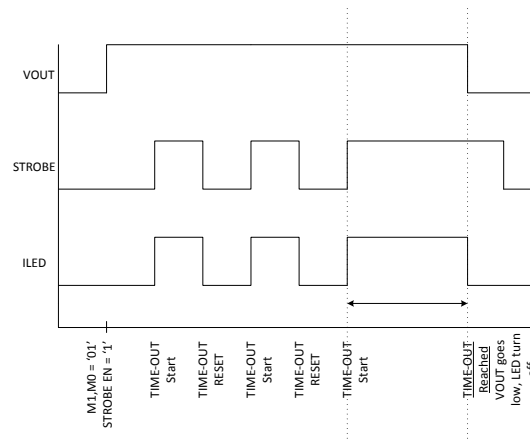 VOUT
STROBE
ILED
M1,M0 = '01'
STROBE EN = '1'
TIME-OUT
Start
TIME-OUT
RESET
TIME-OUT
Start
TIME-OUT
RESET
TIME-OUT
Start
TIME-OUT
Reached
VOUT goes
low, LED turn